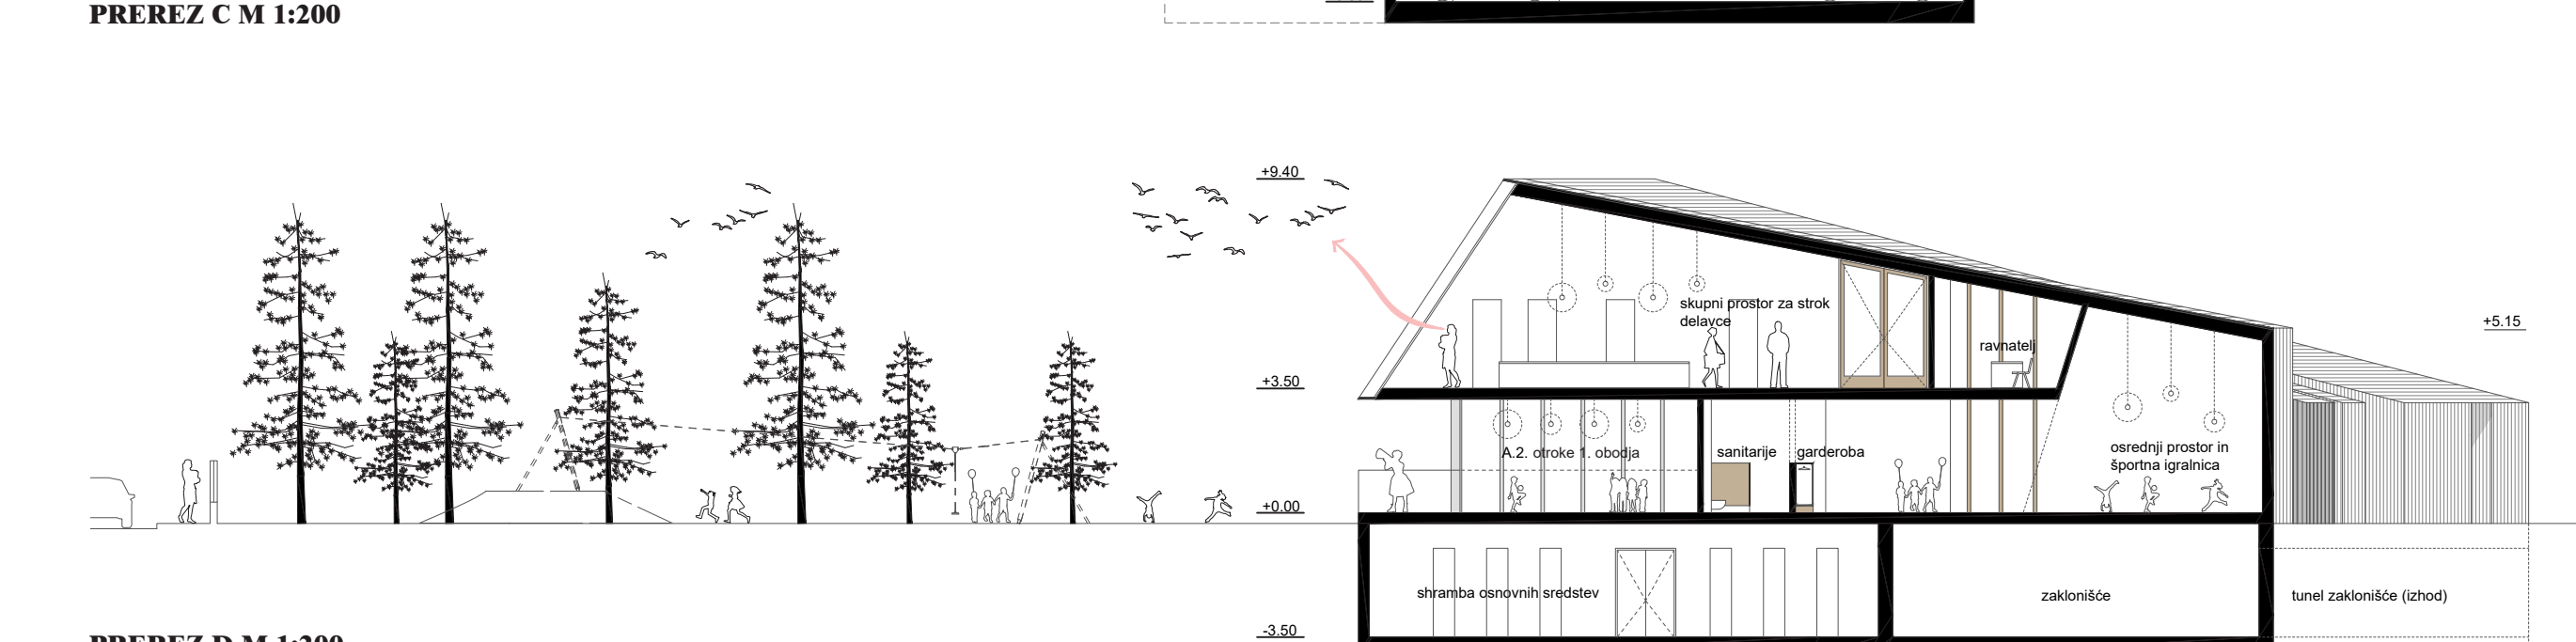 PREREZ C M 1:200
+9.40
skupni prostor za strok
delavce
+5.15
ravnatelj
+3.50
A.2. otroke 1. obodja
sanitarije
garderoba
osrednji prostor in
športna igralnica
+0.00
shramba osnovnih sredstev
zaklonišće
tunel zaklonišće (izhod)
-3.50
PREREZ D M 1:200